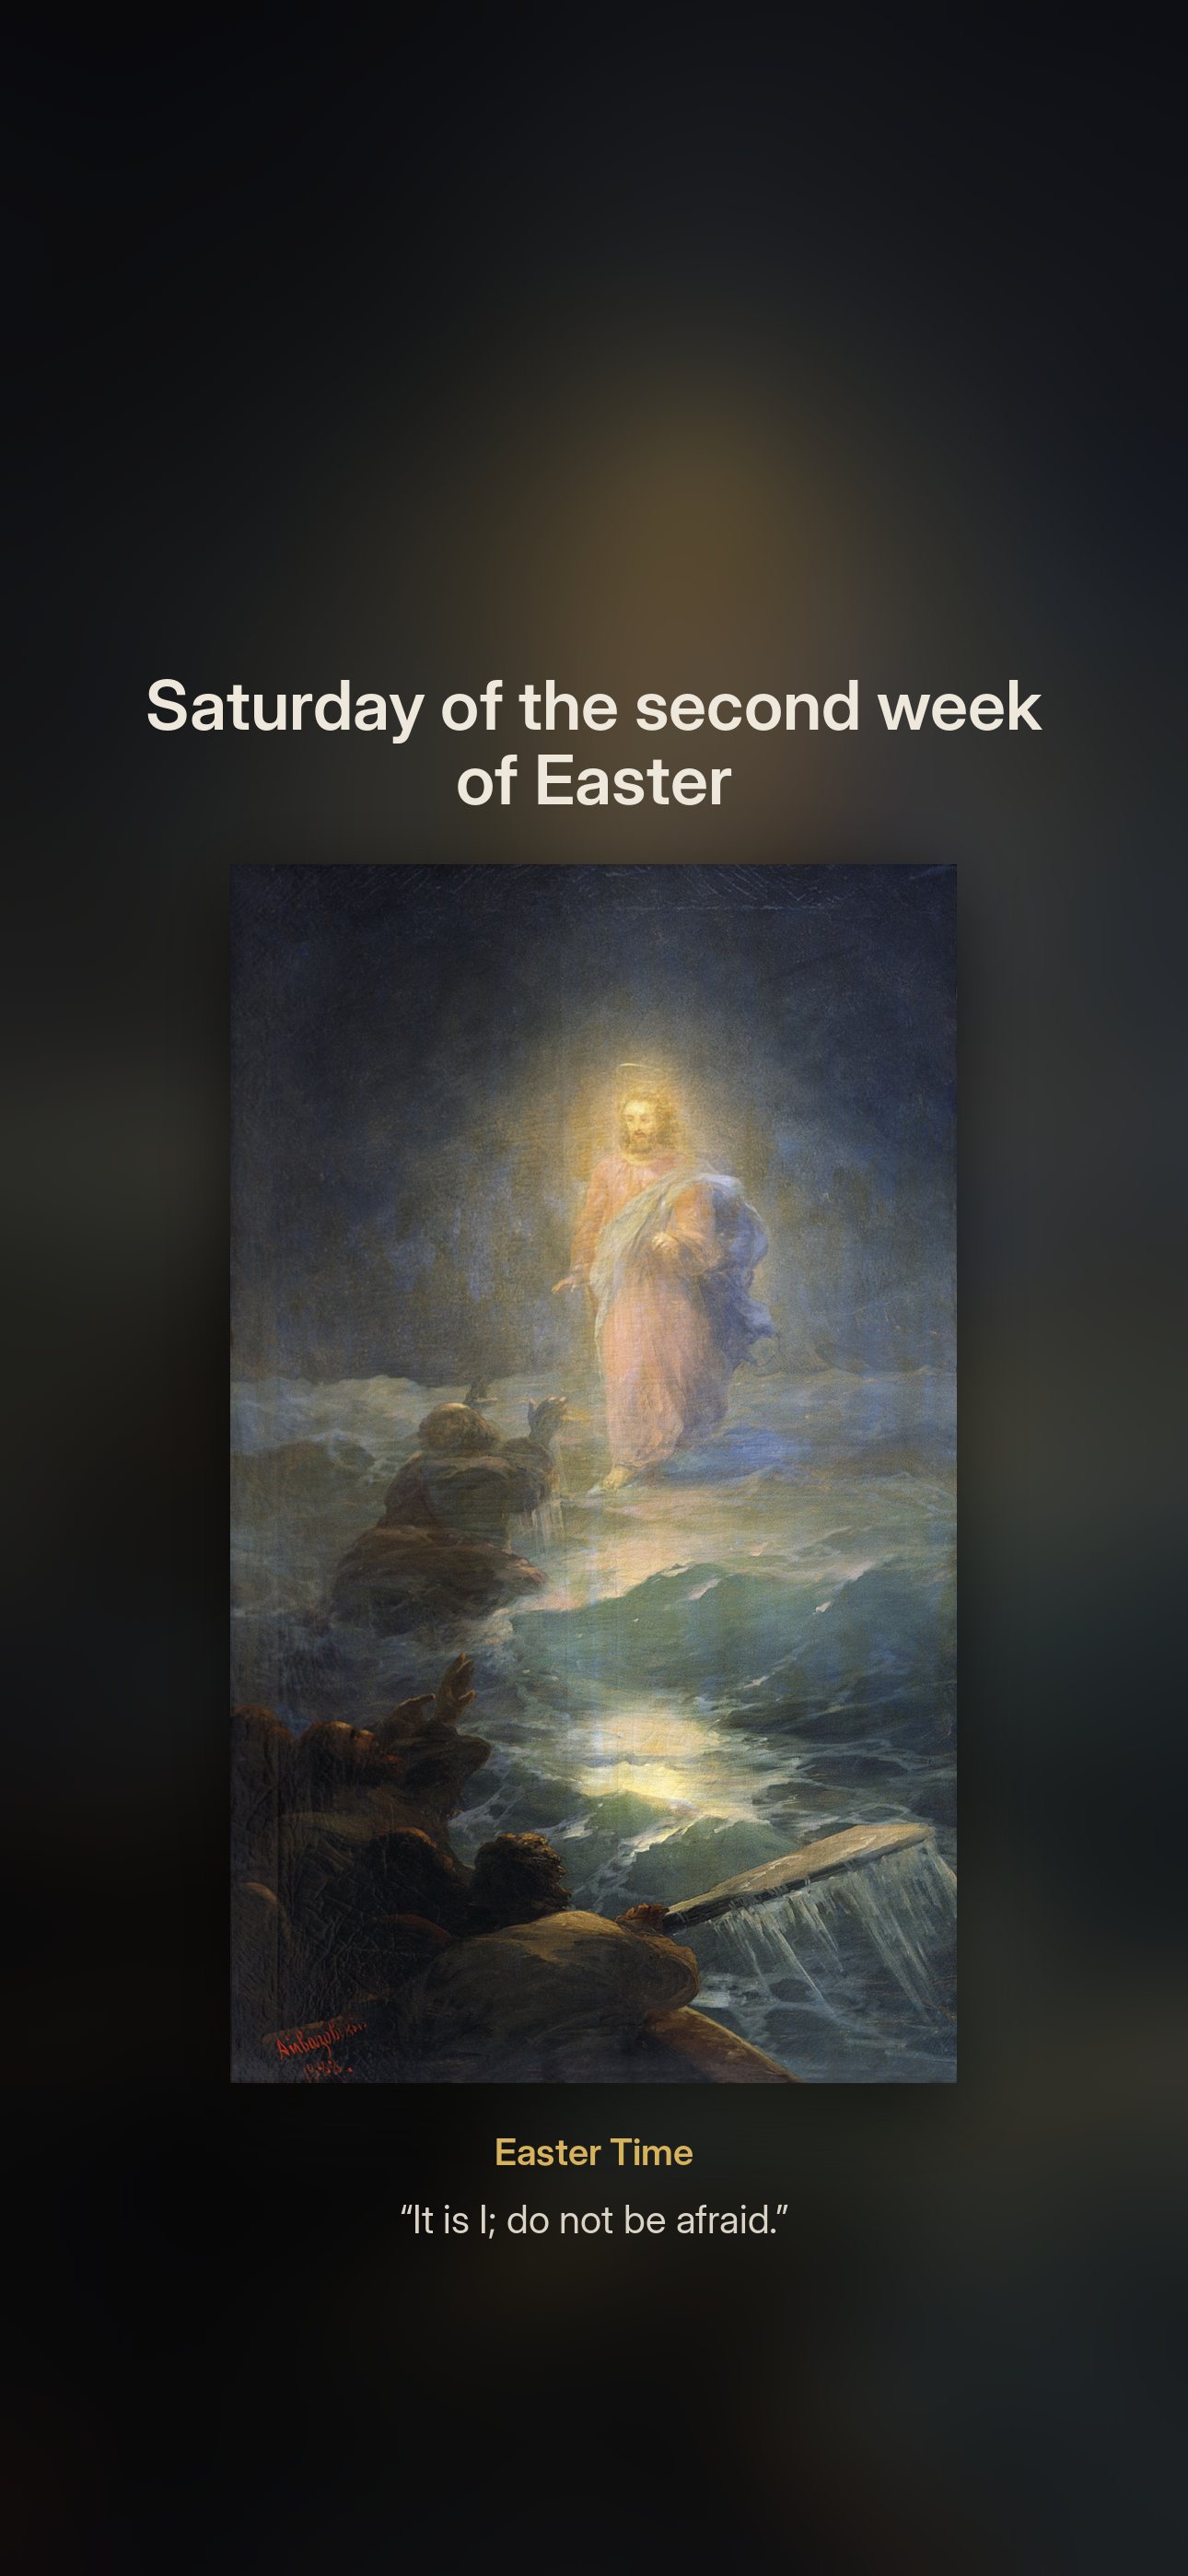 Saturday of the second week
of Easter
Easter Time
“It is I; do not be afraid.”